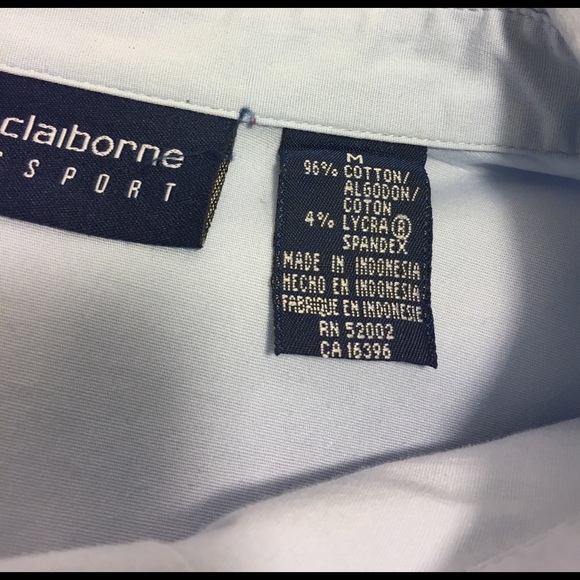 claiborne
SPORT
M
96% COTTON/
ALGODON/
COTON
4% LYCRA®
SPANDEX
MADE IN INDONESIA
HECHO EN INDONESIA
FABRIQUE EN INDONESIE
RN 52002
CA 16396